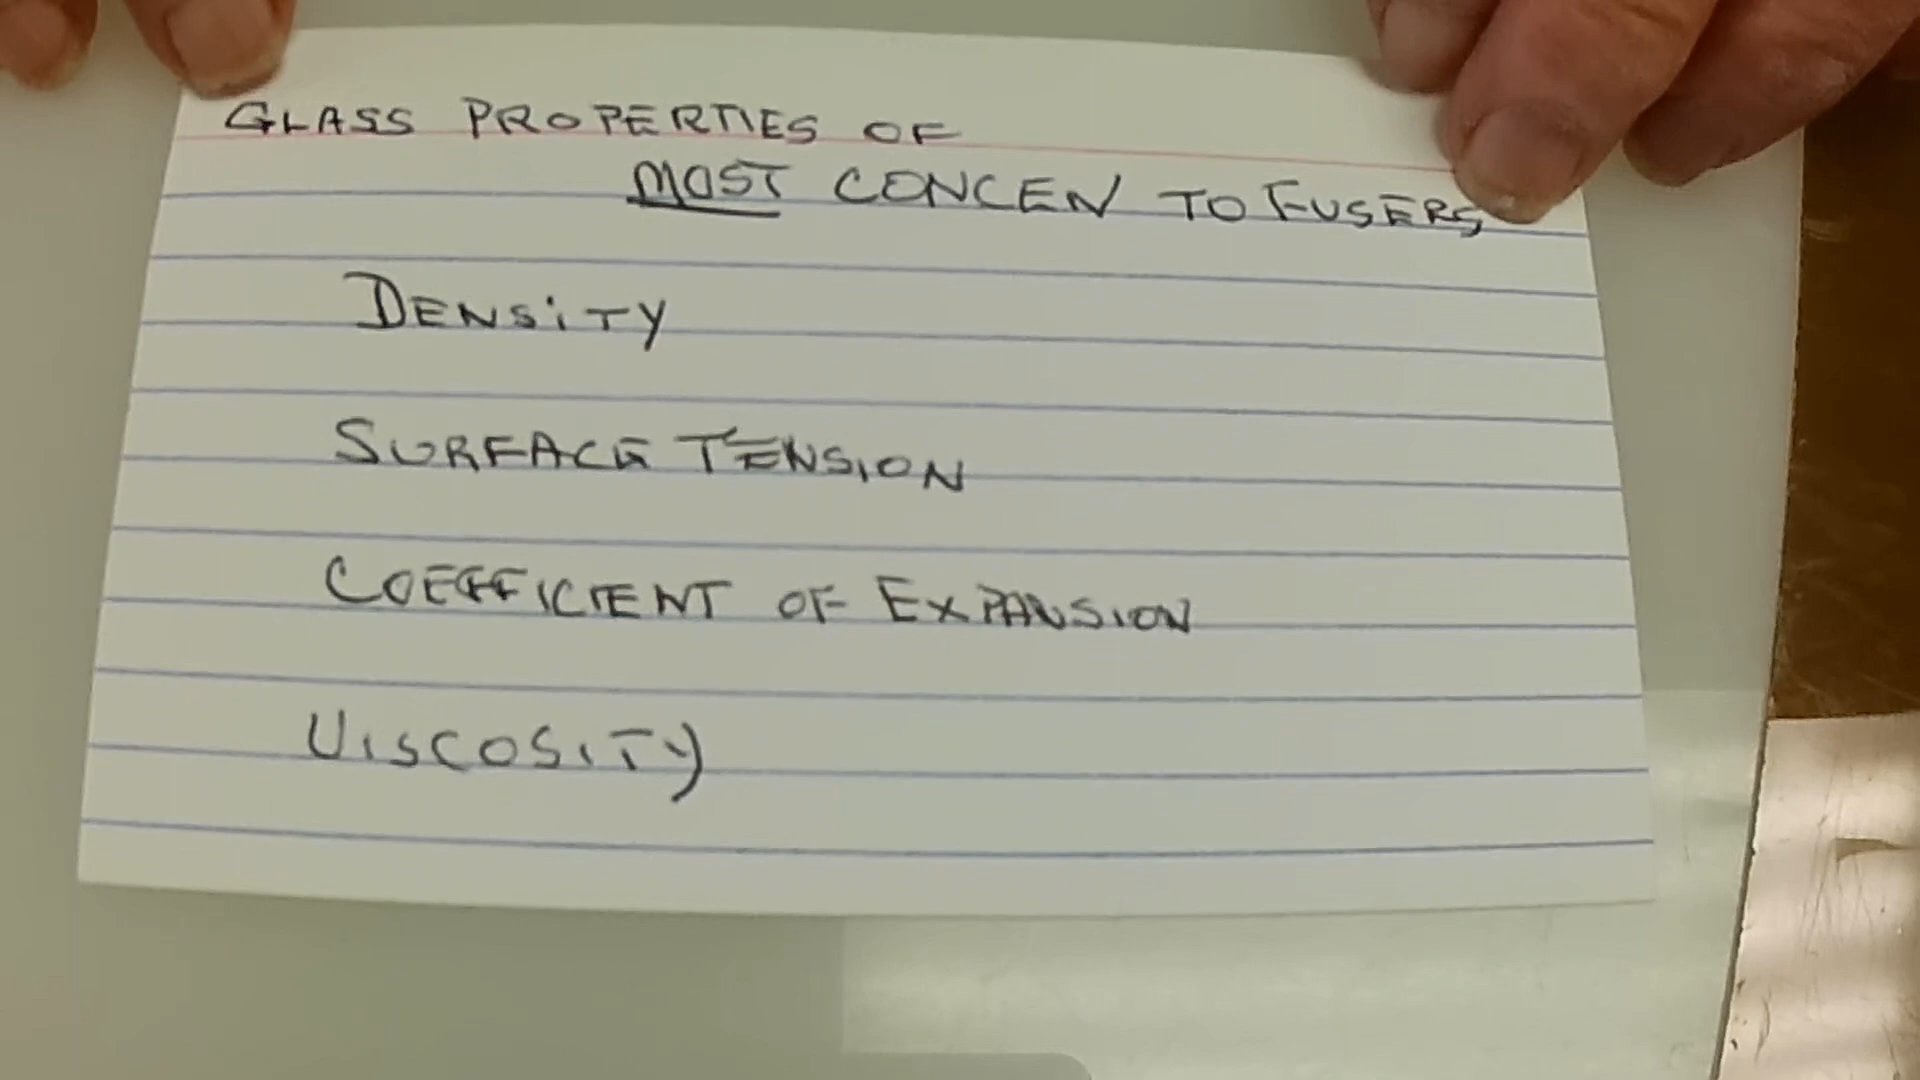 GLASS PROPERTIES OF
MOST CONCEN TO FUSERS
DENSITY
SURFACE TENSION
COEFFICIENT OF EXPANSION
VISCOSITY